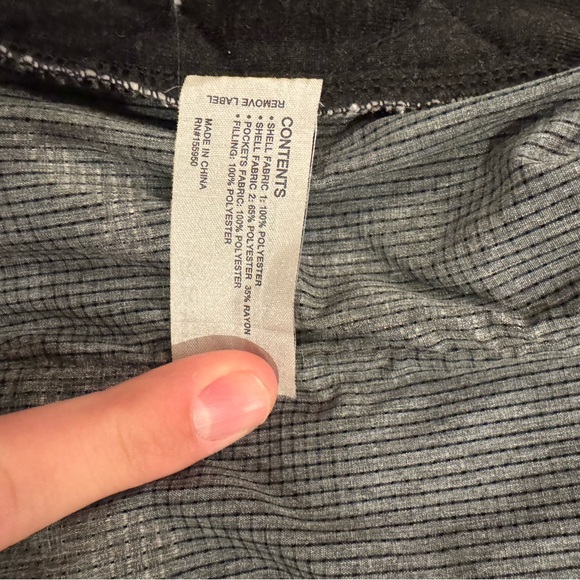 REMOVE LABEL
CONTENTS
• SHELL FABRIC 1: 100% POLYESTER
• SHELL FABRIC 2: 65% POLYESTER 35% RAYON
• POCKETS FABRIC: 100% POLYESTER
• FILLING: 100% POLYESTER
MADE IN CHINA
RN#155950